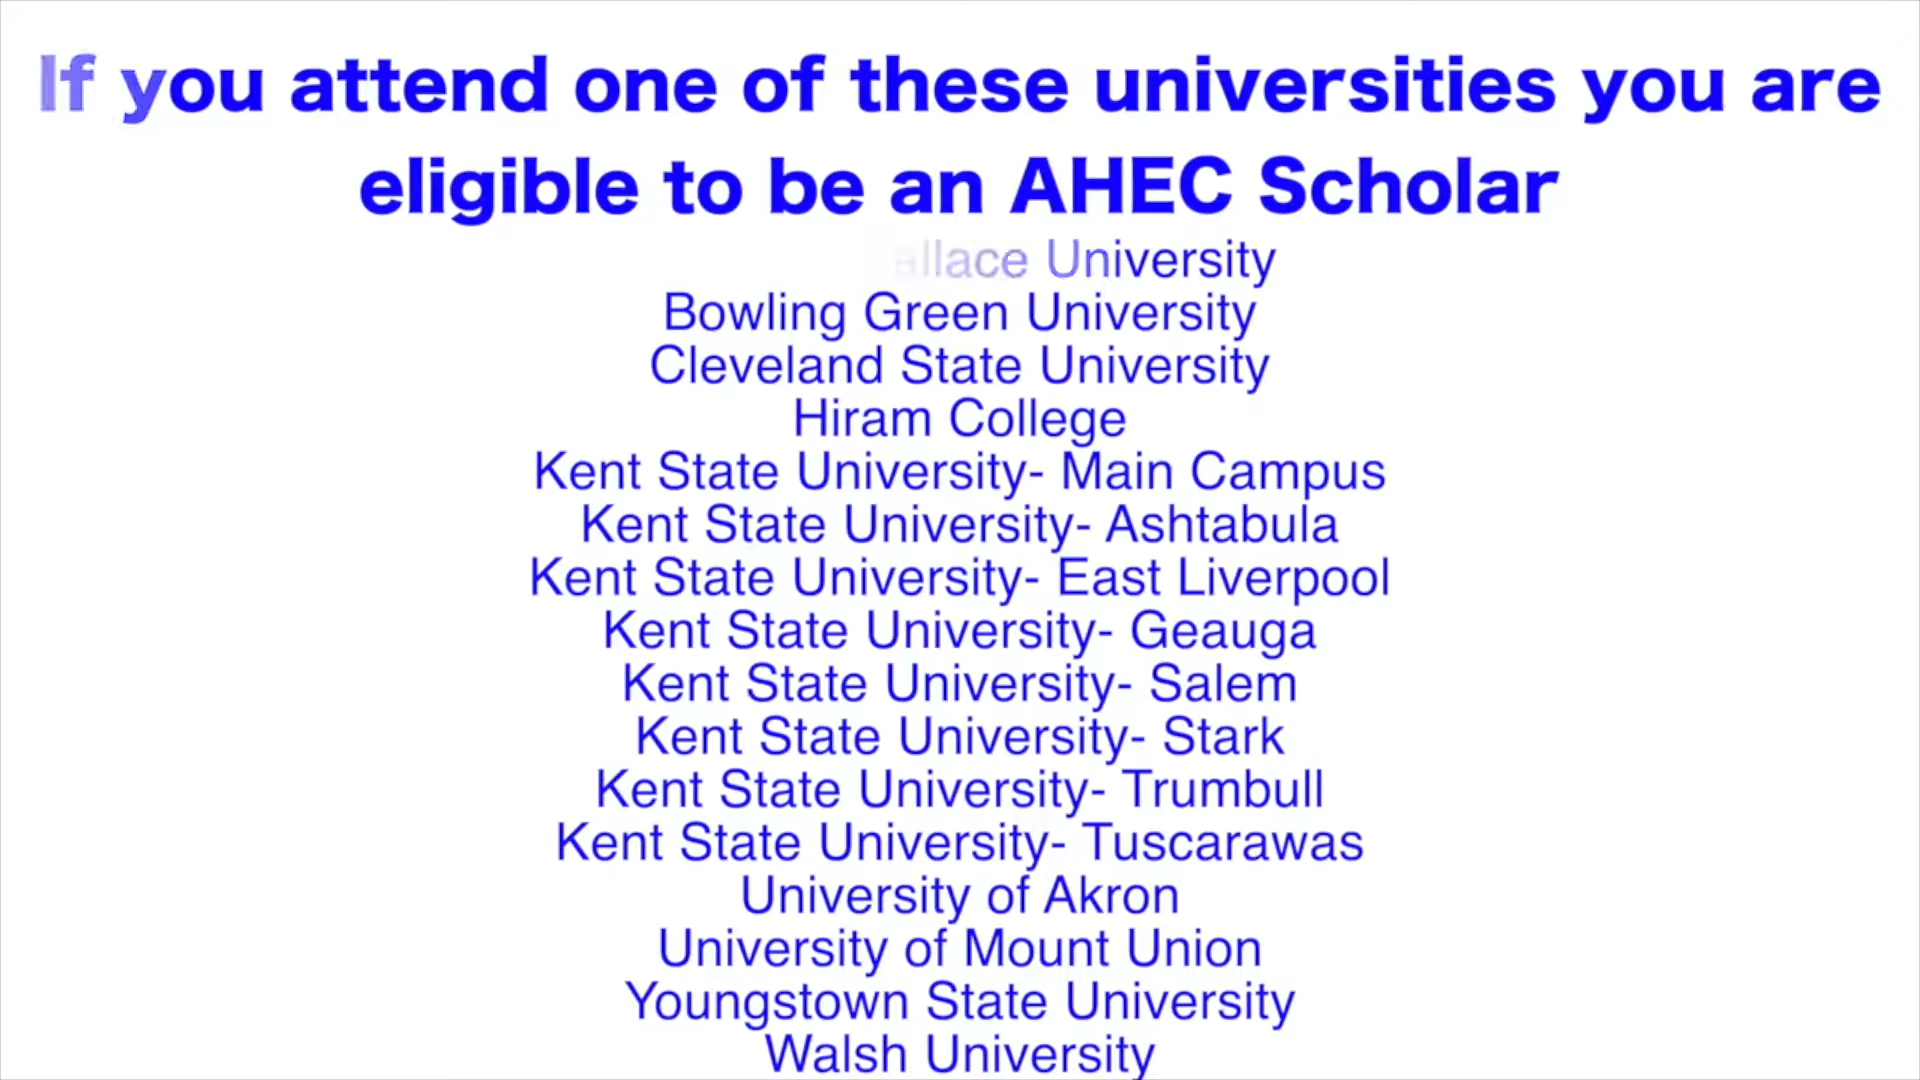 If you attend one of these universities you are
eligible to be an AHEC Scholar
University
Bowling Green University
Cleveland State University
Hiram College
Kent State University- Main Campus
Kent State University- Ashtabula
Kent State University- East Liverpool
Kent State University- Geauga
Kent State University- Salem
Kent State University- Stark
Kent State University- Trumbull
Kent State University- Tuscarawas
University of Akron
University of Mount Union
Youngstown State University
Walsh University